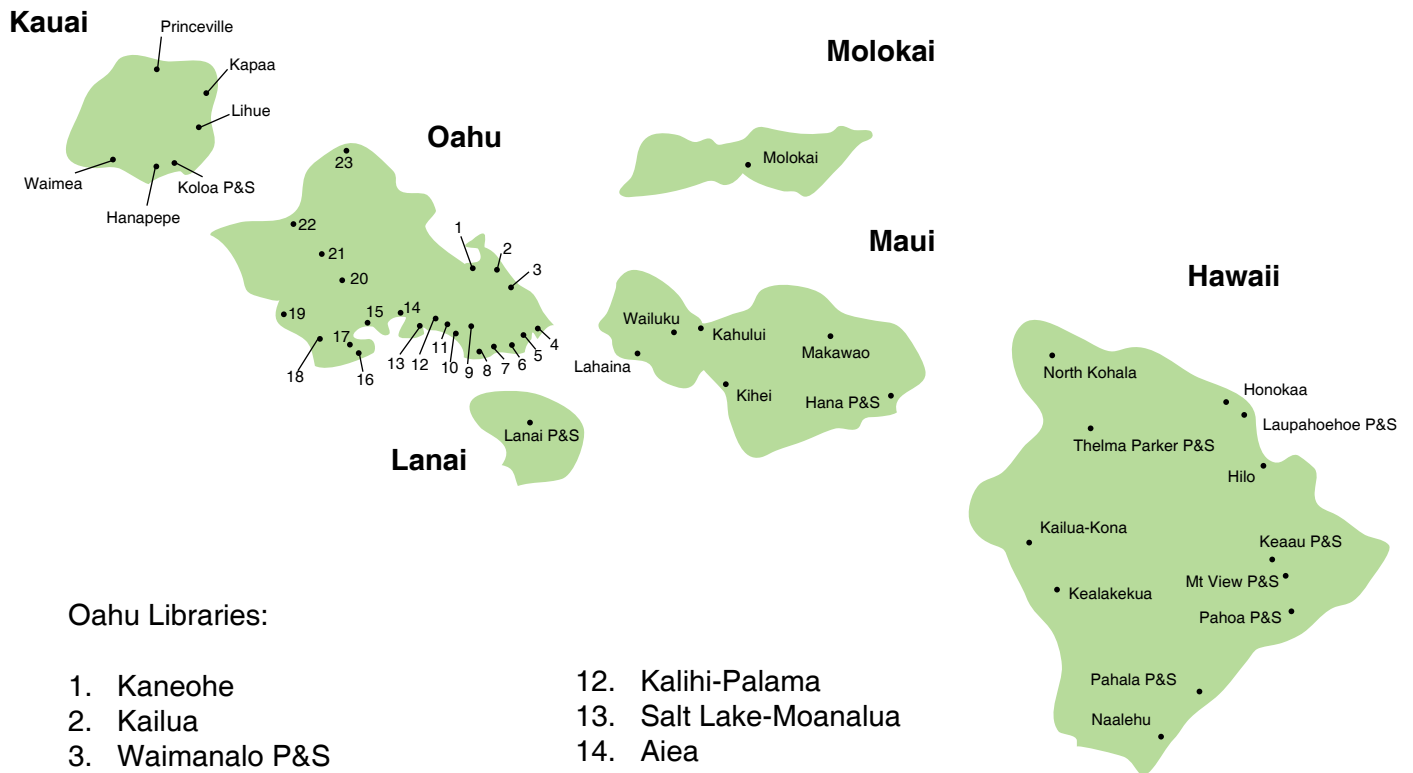 Kauai
Princeville
Kapaa
Lihue
Waimea
Koloa P&S
Hanapepe
Oahu
23
22
21
20
19
18
17
16
15
14
13
12
11
10
9
8
7
6
5
4
3
2
1
Molokai
Molokai
Maui
Wailuku
Kahului
Makawao
Lahaina
Kihei
Hana P&S
Lanai
Lanai P&S
Hawaii
North Kohala
Honokaa
Laupahoehoe P&S
Thelma Parker P&S
Hilo
Kailua-Kona
Keaau P&S
Mt View P&S
Kealakekua
Pahoa P&S
Pahala P&S
Naalehu
Oahu Libraries:
1. Kaneohe
2. Kailua
3. Waimanalo P&S
12. Kalihi-Palama
13. Salt Lake-Moanalua
14. Aiea